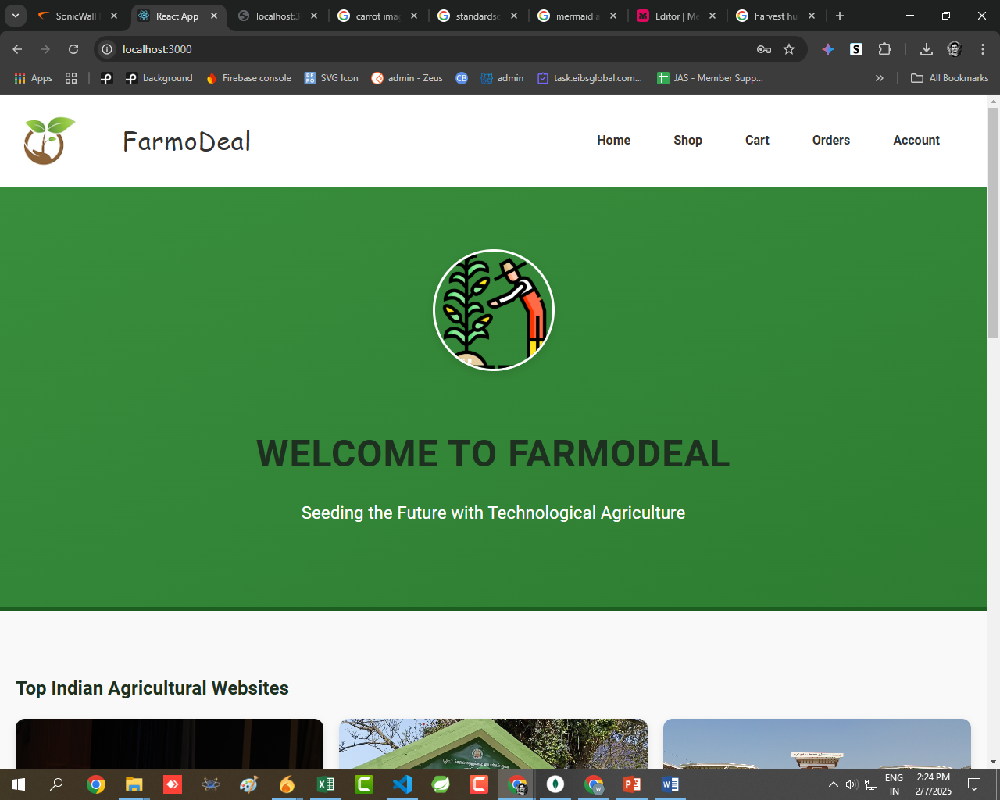 SonicWall
React App
localhost:3
carrot ima
standardsc
mermaid a
Editor | Me
harvest hu
localhost:3000
Apps
background
Firebase console
REPO
SVG Icon
admin - Zeus
CB
admin
task.eibsglobal.com...
JAS - Member Supp...
All Bookmarks
FarmoDeal
Home
Shop
Cart
Orders
Account
WELCOME TO FARMODEAL
Seeding the Future with Technological Agriculture
Top Indian Agricultural Websites
ENG
IN
2:24 PM
2/7/2025